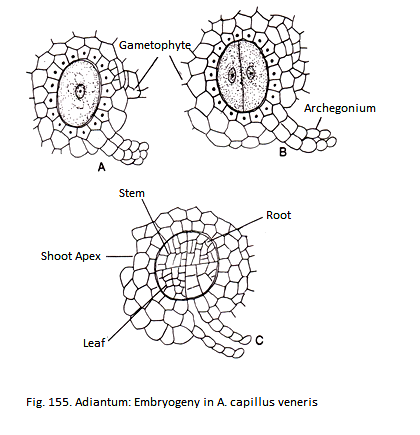 Gametophyte
Archegonium
A
B
Stem
Root
Shoot Apex
Leaf
C
Fig. 155. Adiantum: Embryogeny in A. capillus veneris